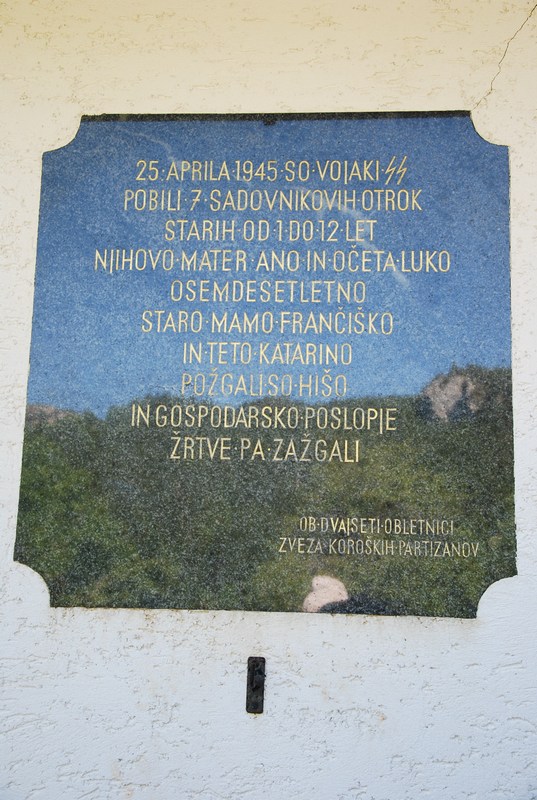 25·APRILA·1945·SO·VOJAKI·SS
POBILI·7·SADOVNIKOVIH·OTROK
STARIH·OD·1·DO·12·LET
NJIHOVO·MATER·ANO·IN·OČETA·LUKO
OSEMDESETLETNO
STARO·MAMO·FRANČIŠKO
IN·TETO·KATARINO
POŽGALI·SO·HIŠO
IN·GOSPODARSKO·POSLOPJE
ŽRTVE·PA·ZAŽGALI
OB·DVAJSETI·OBLETNICI
ZVEZA·KOROŠKIH·PARTIZANOV